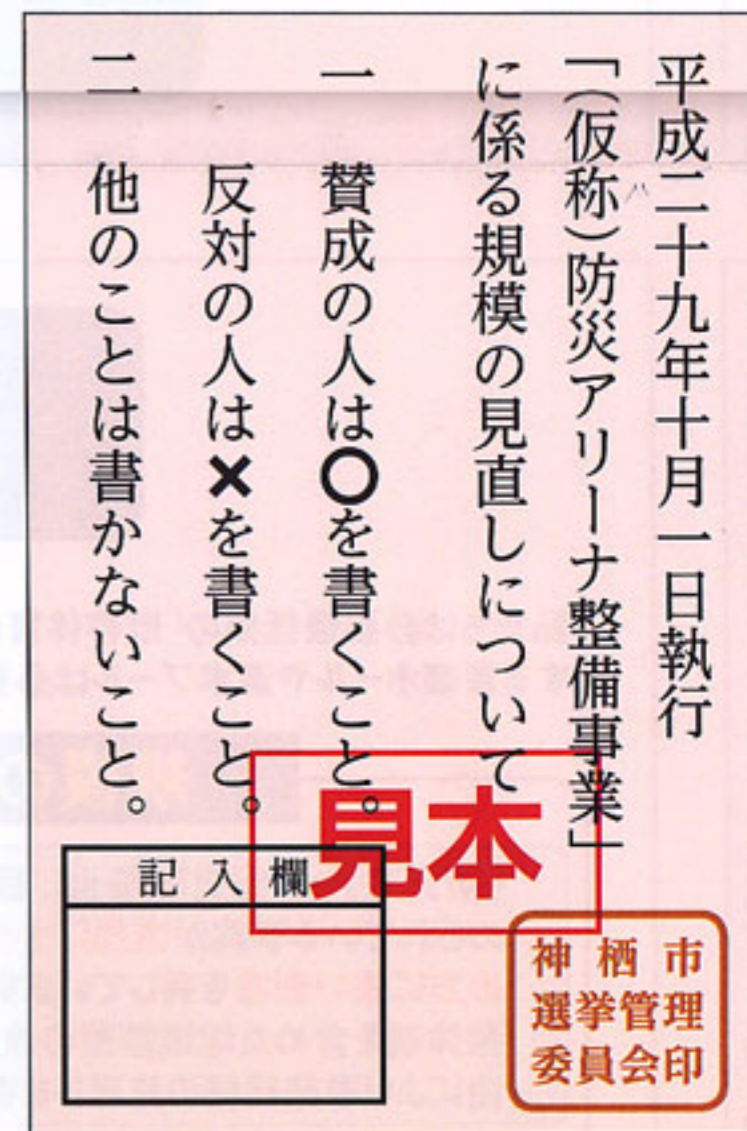 平成二十九年十月一日執行
「(仮称)防災アリーナ整備事業」
に係る規模の見直しについて
一　賛成の人は○を書くこと。
反対の人は×を書くこと。
二　他のことは書かないこと。
見本
記入欄
神栖市
選挙管理
委員会印